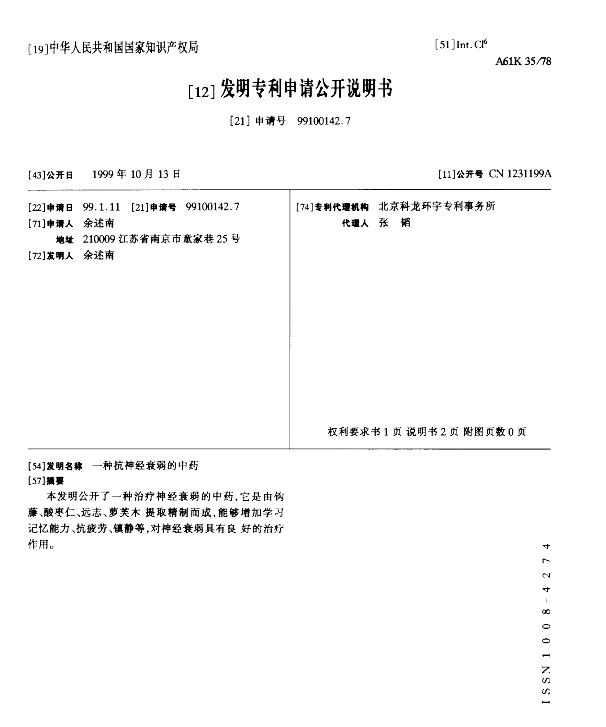 [19]中华人民共和国国家知识产权局
[51]Int.Cl⁶
A61K 35/78
[12] 发明专利申请公开说明书
[21] 申请号 99100142.7
[43]公开日 1999 年 10 月 13 日
[11]公开号 CN 1231199A
[22]申请日 99.1.11 [21]申请号 99100142.7
[71]申请人 余述南
地址 210009 江苏省南京市童家巷 25 号
[72]发明人 余述南
[74]专利代理机构 北京科龙环宇专利事务所
代理人 张 韬
权利要求书 1 页 说明书 2 页 附图页数 0 页
[54]发明名称 一种抗神经衰弱的中药
[57]摘要
本发明公开了一种治疗神经衰弱的中药,它是由钩
藤、酸枣仁、远志、萝芙木 提取精制而成,能够增加学习
记忆能力、抗疲劳、镇静等,对神经衰弱具有良 好的治疗
作用。
ISSN1008-4274